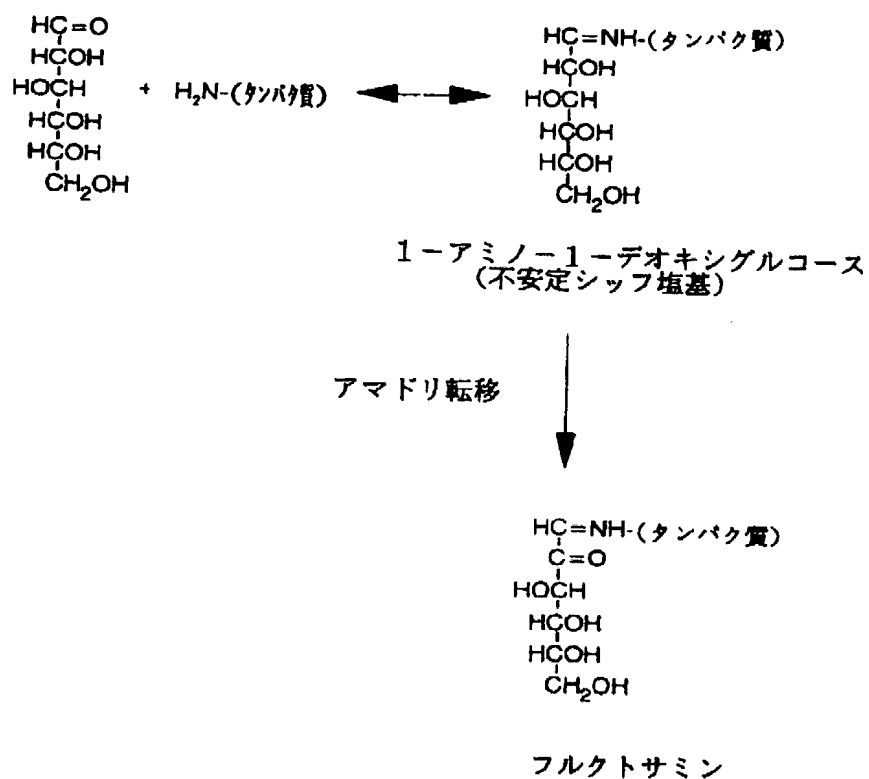 HC=O
HCOH
HOCH
HCOH
HCOH
CH2OH
+ H2N-(タンパク質)
HC=NH-(タンパク質)
HCOH
HOCH
HCOH
HCOH
CH2OH
1-アミノ-1-デオキシグルコース
(不安定シッフ塩基)
アマドリ転移
HC=NH-(タンパク質)
C=O
HOCH
HCOH
HCOH
CH2OH
フルクトサミン